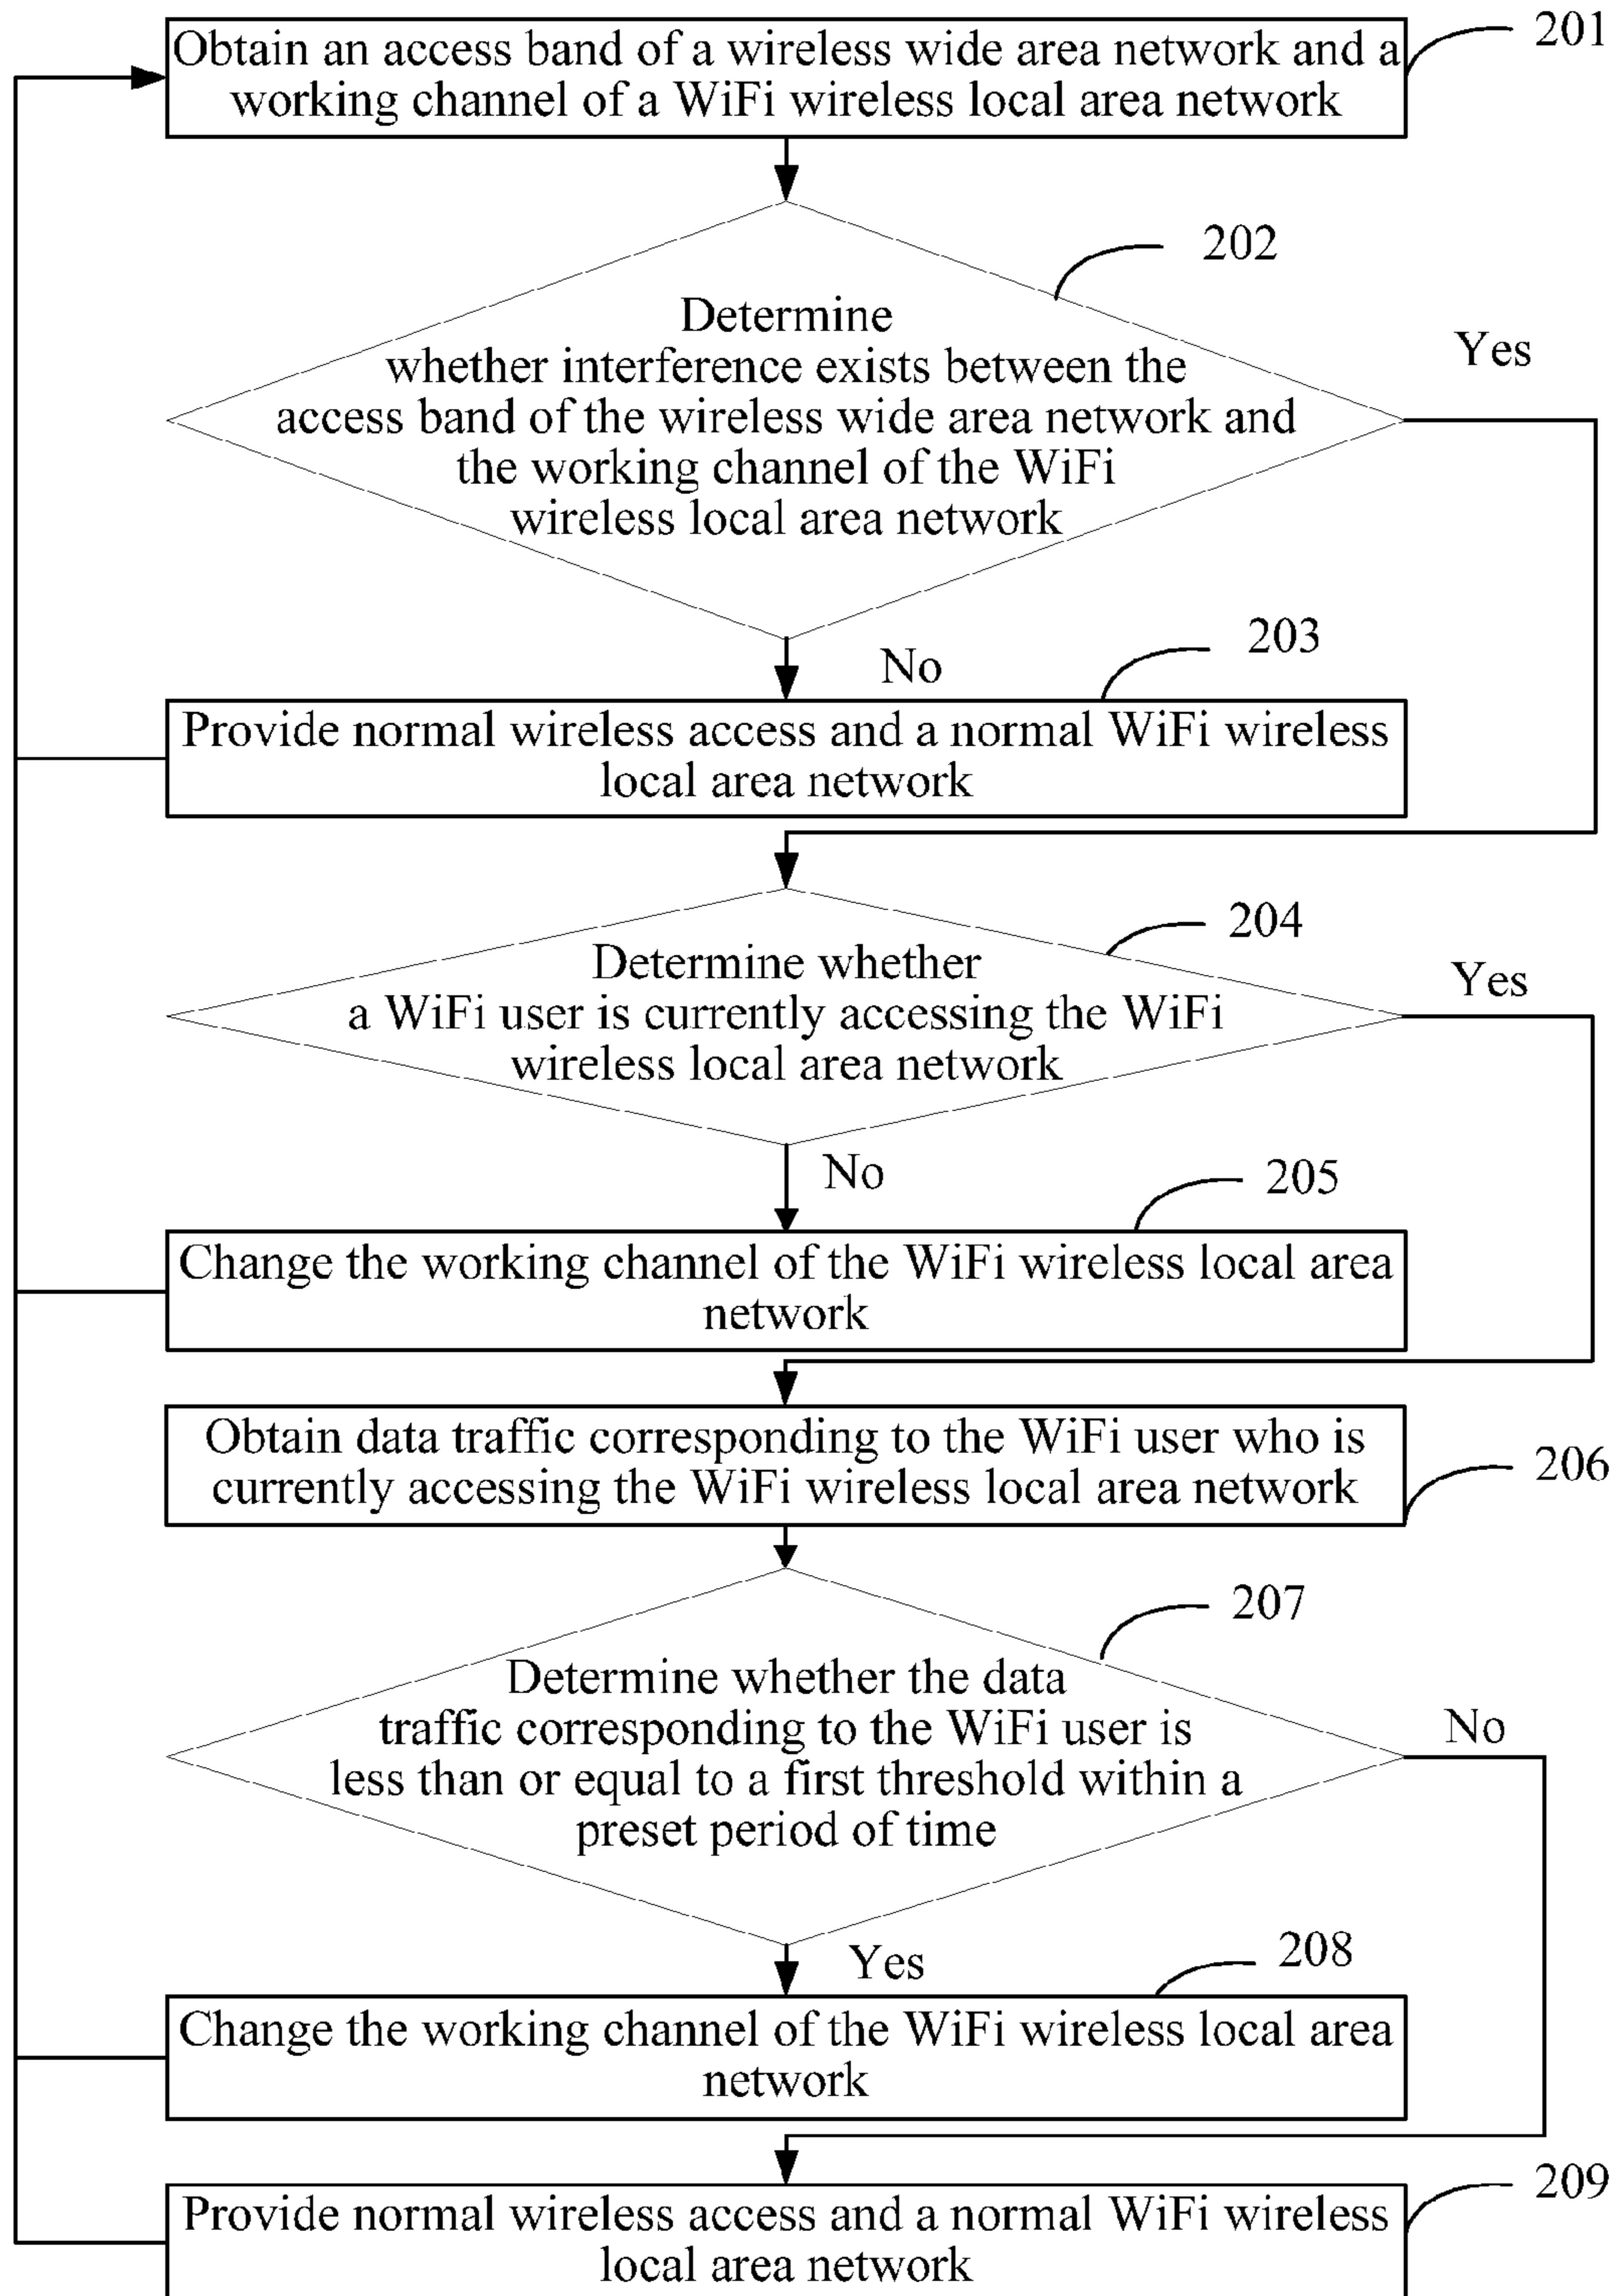 Obtain an access band of a wireless wide area network and a
working channel of a WiFi wireless local area network
201
202
Determine
whether interference exists between the
access band of the wireless wide area network and
the working channel of the WiFi
wireless local area network
Yes
No
203
Provide normal wireless access and a normal WiFi wireless
local area network
204
Determine whether
a WiFi user is currently accessing the WiFi
wireless local area network
Yes
No
205
Change the working channel of the WiFi wireless local area
network
Obtain data traffic corresponding to the WiFi user who is
currently accessing the WiFi wireless local area network
206
207
Determine whether the data
traffic corresponding to the WiFi user is
less than or equal to a first threshold within a
preset period of time
No
Yes
208
Change the working channel of the WiFi wireless local area
network
209
Provide normal wireless access and a normal WiFi wireless
local area network